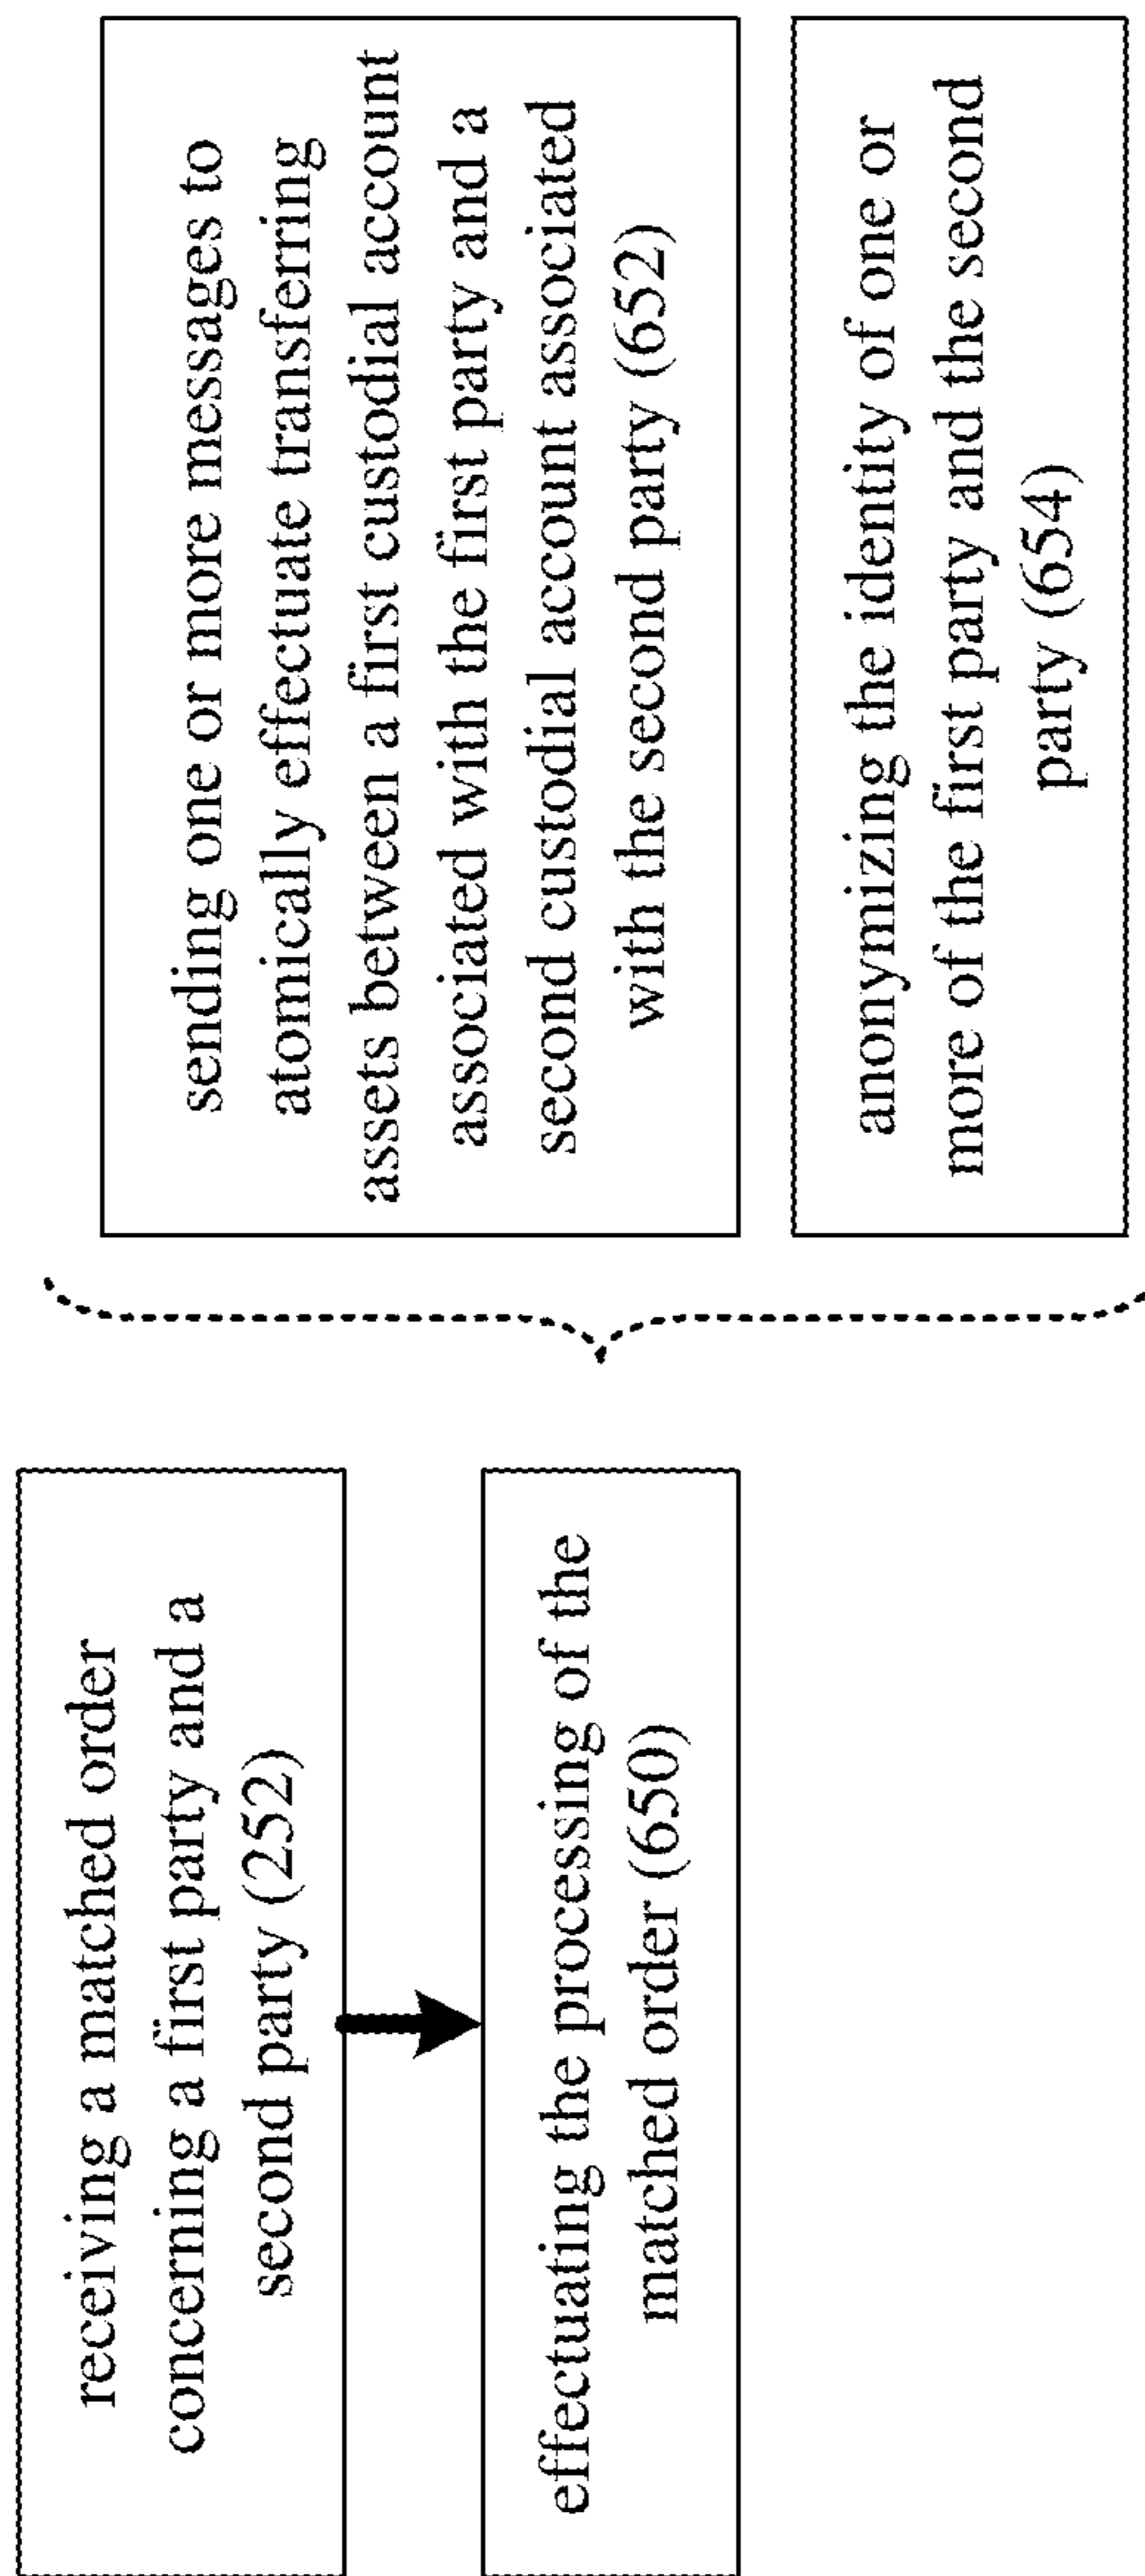 receiving a matched order
concerning a first party and a
second party (252)
effectuating the processing of the
matched order (650)
sending one or more messages to
atomically effectuate transferring
assets between a first custodial account
associated with the first party and a
second custodial account associated
with the second party (652)
anonymizing the identity of one or
more of the first party and the second
party (654)